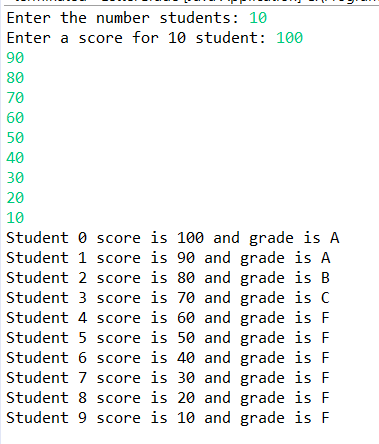 Enter the number students: 10
Enter a score for 10 student: 100
90
80
70
60
50
40
30
20
10
Student 0 score is 100 and grade is A
Student 1 score is 90 and grade is A
Student 2 score is 80 and grade is B
Student 3 score is 70 and grade is C
Student 4 score is 60 and grade is F
Student 5 score is 50 and grade is F
Student 6 score is 40 and grade is F
Student 7 score is 30 and grade is F
Student 8 score is 20 and grade is F
Student 9 score is 10 and grade is F